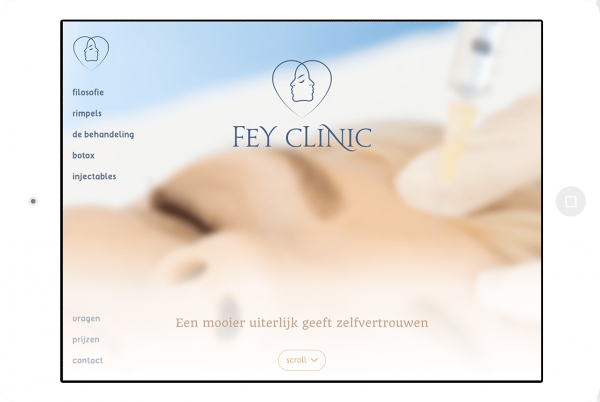 filosofie
rimpels
de behandeling
botox
injectables
FEY CLINIC
Een mooier uiterlijk geeft zelfvertrouwen
scroll
vragen
prijzen
contact